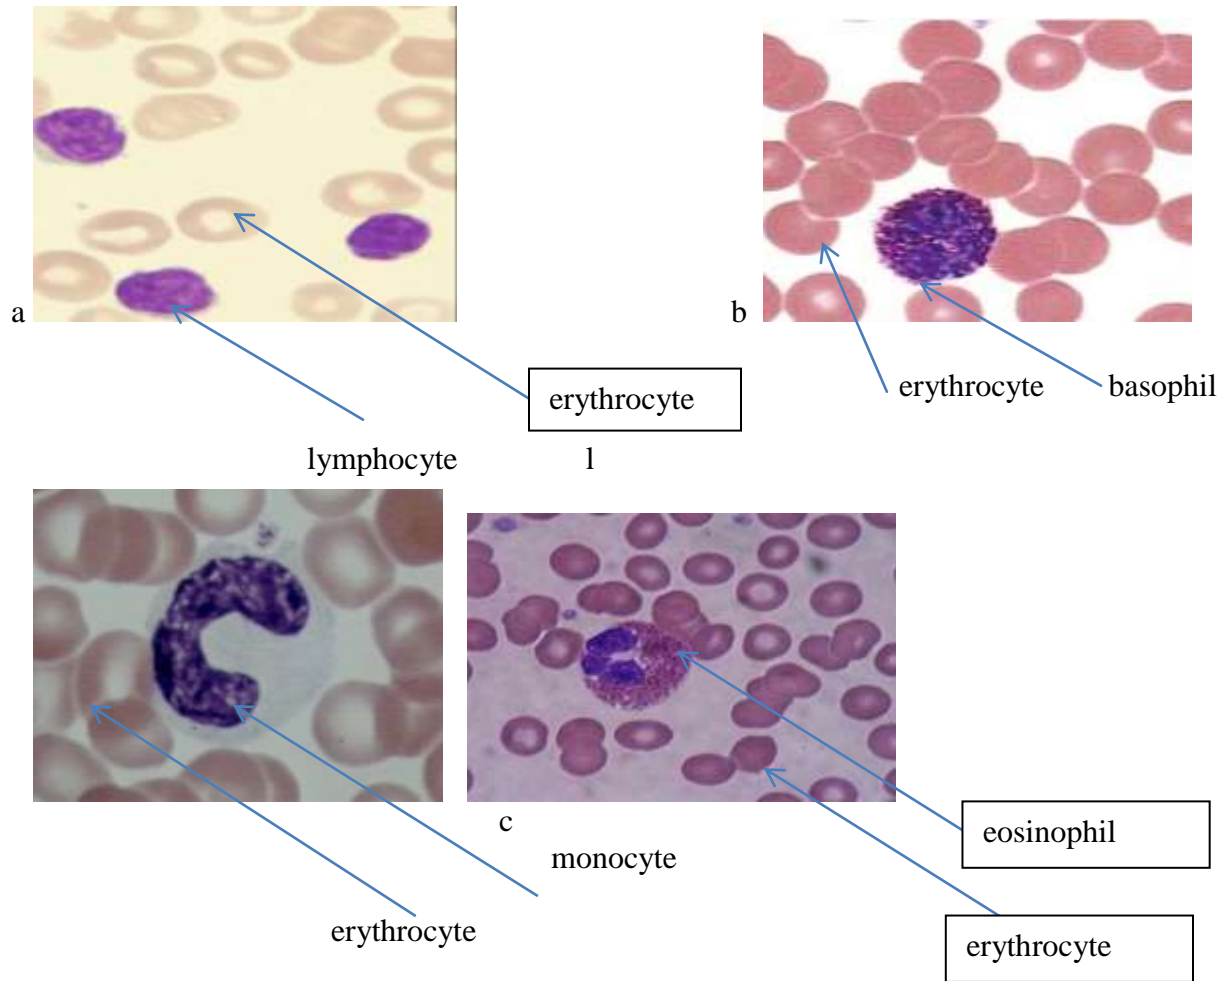 a
b
erythrocyte
erythrocyte
basophil
lymphocyte
l
c
eosinophil
monocyte
erythrocyte
erythrocyte